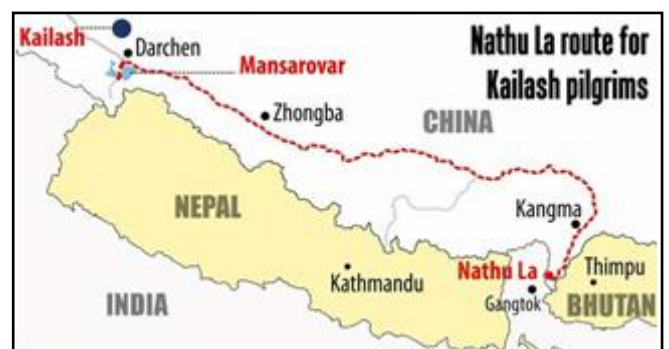 Nathu La route for
Kailash pilgrims
Kailash
Darchen
Mansarovar
Zhongba
CHINA
NEPAL
Kangma
Kathmandu
Nathu La
Thimpu
Gangtok
INDIA
BHUTAN